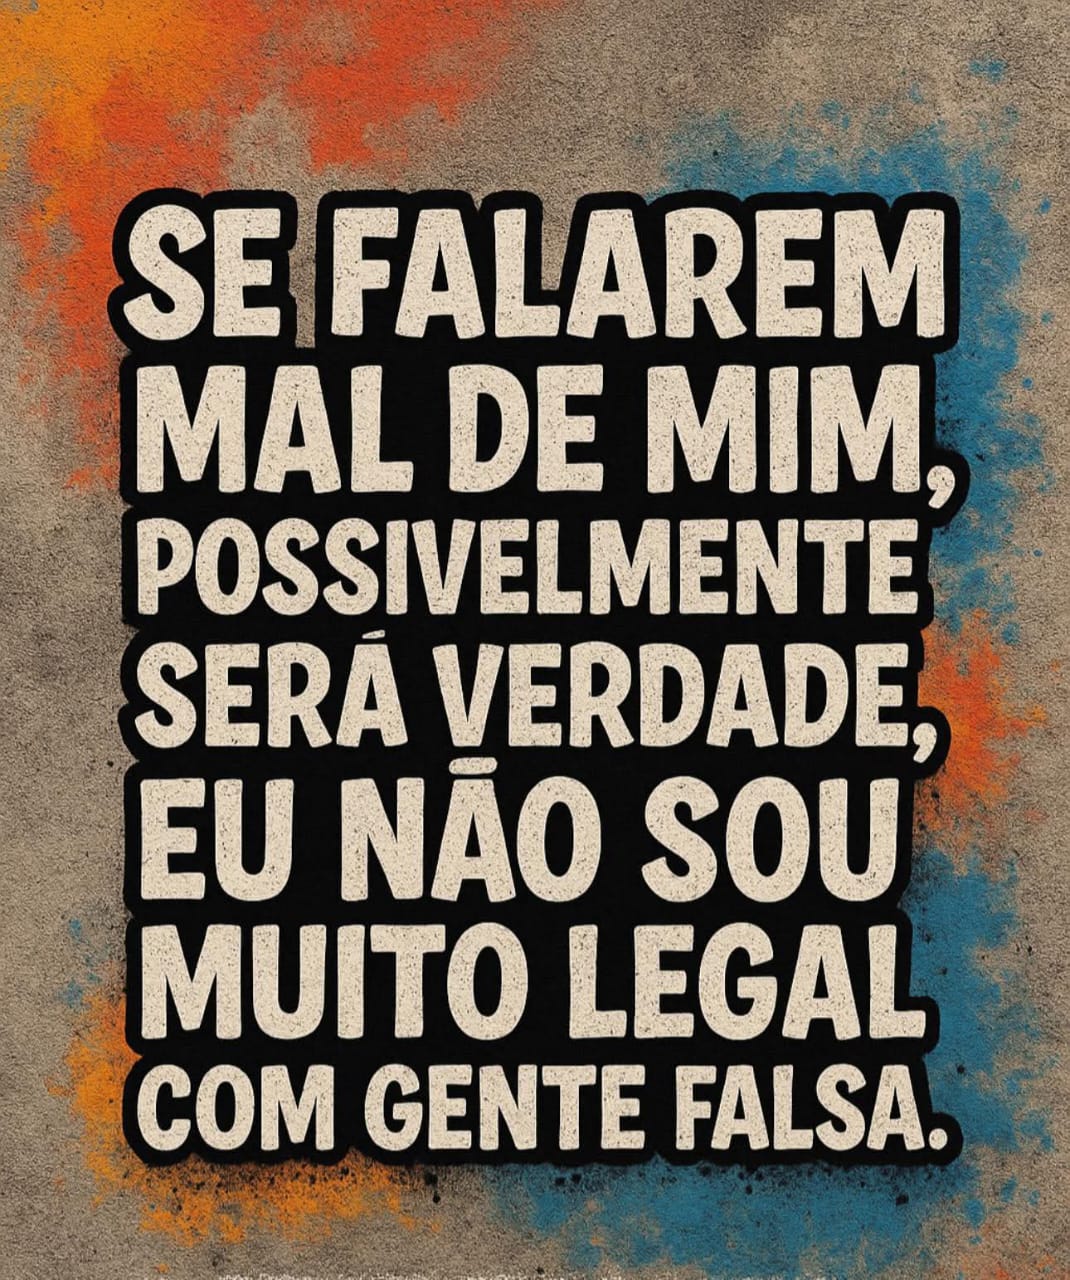 SE FALAREM
MAL DE MIM,
POSSIVELMENTE
SERÁ VERDADE,
EU NÃO SOU
MUITO LEGAL
COM GENTE FALSA.